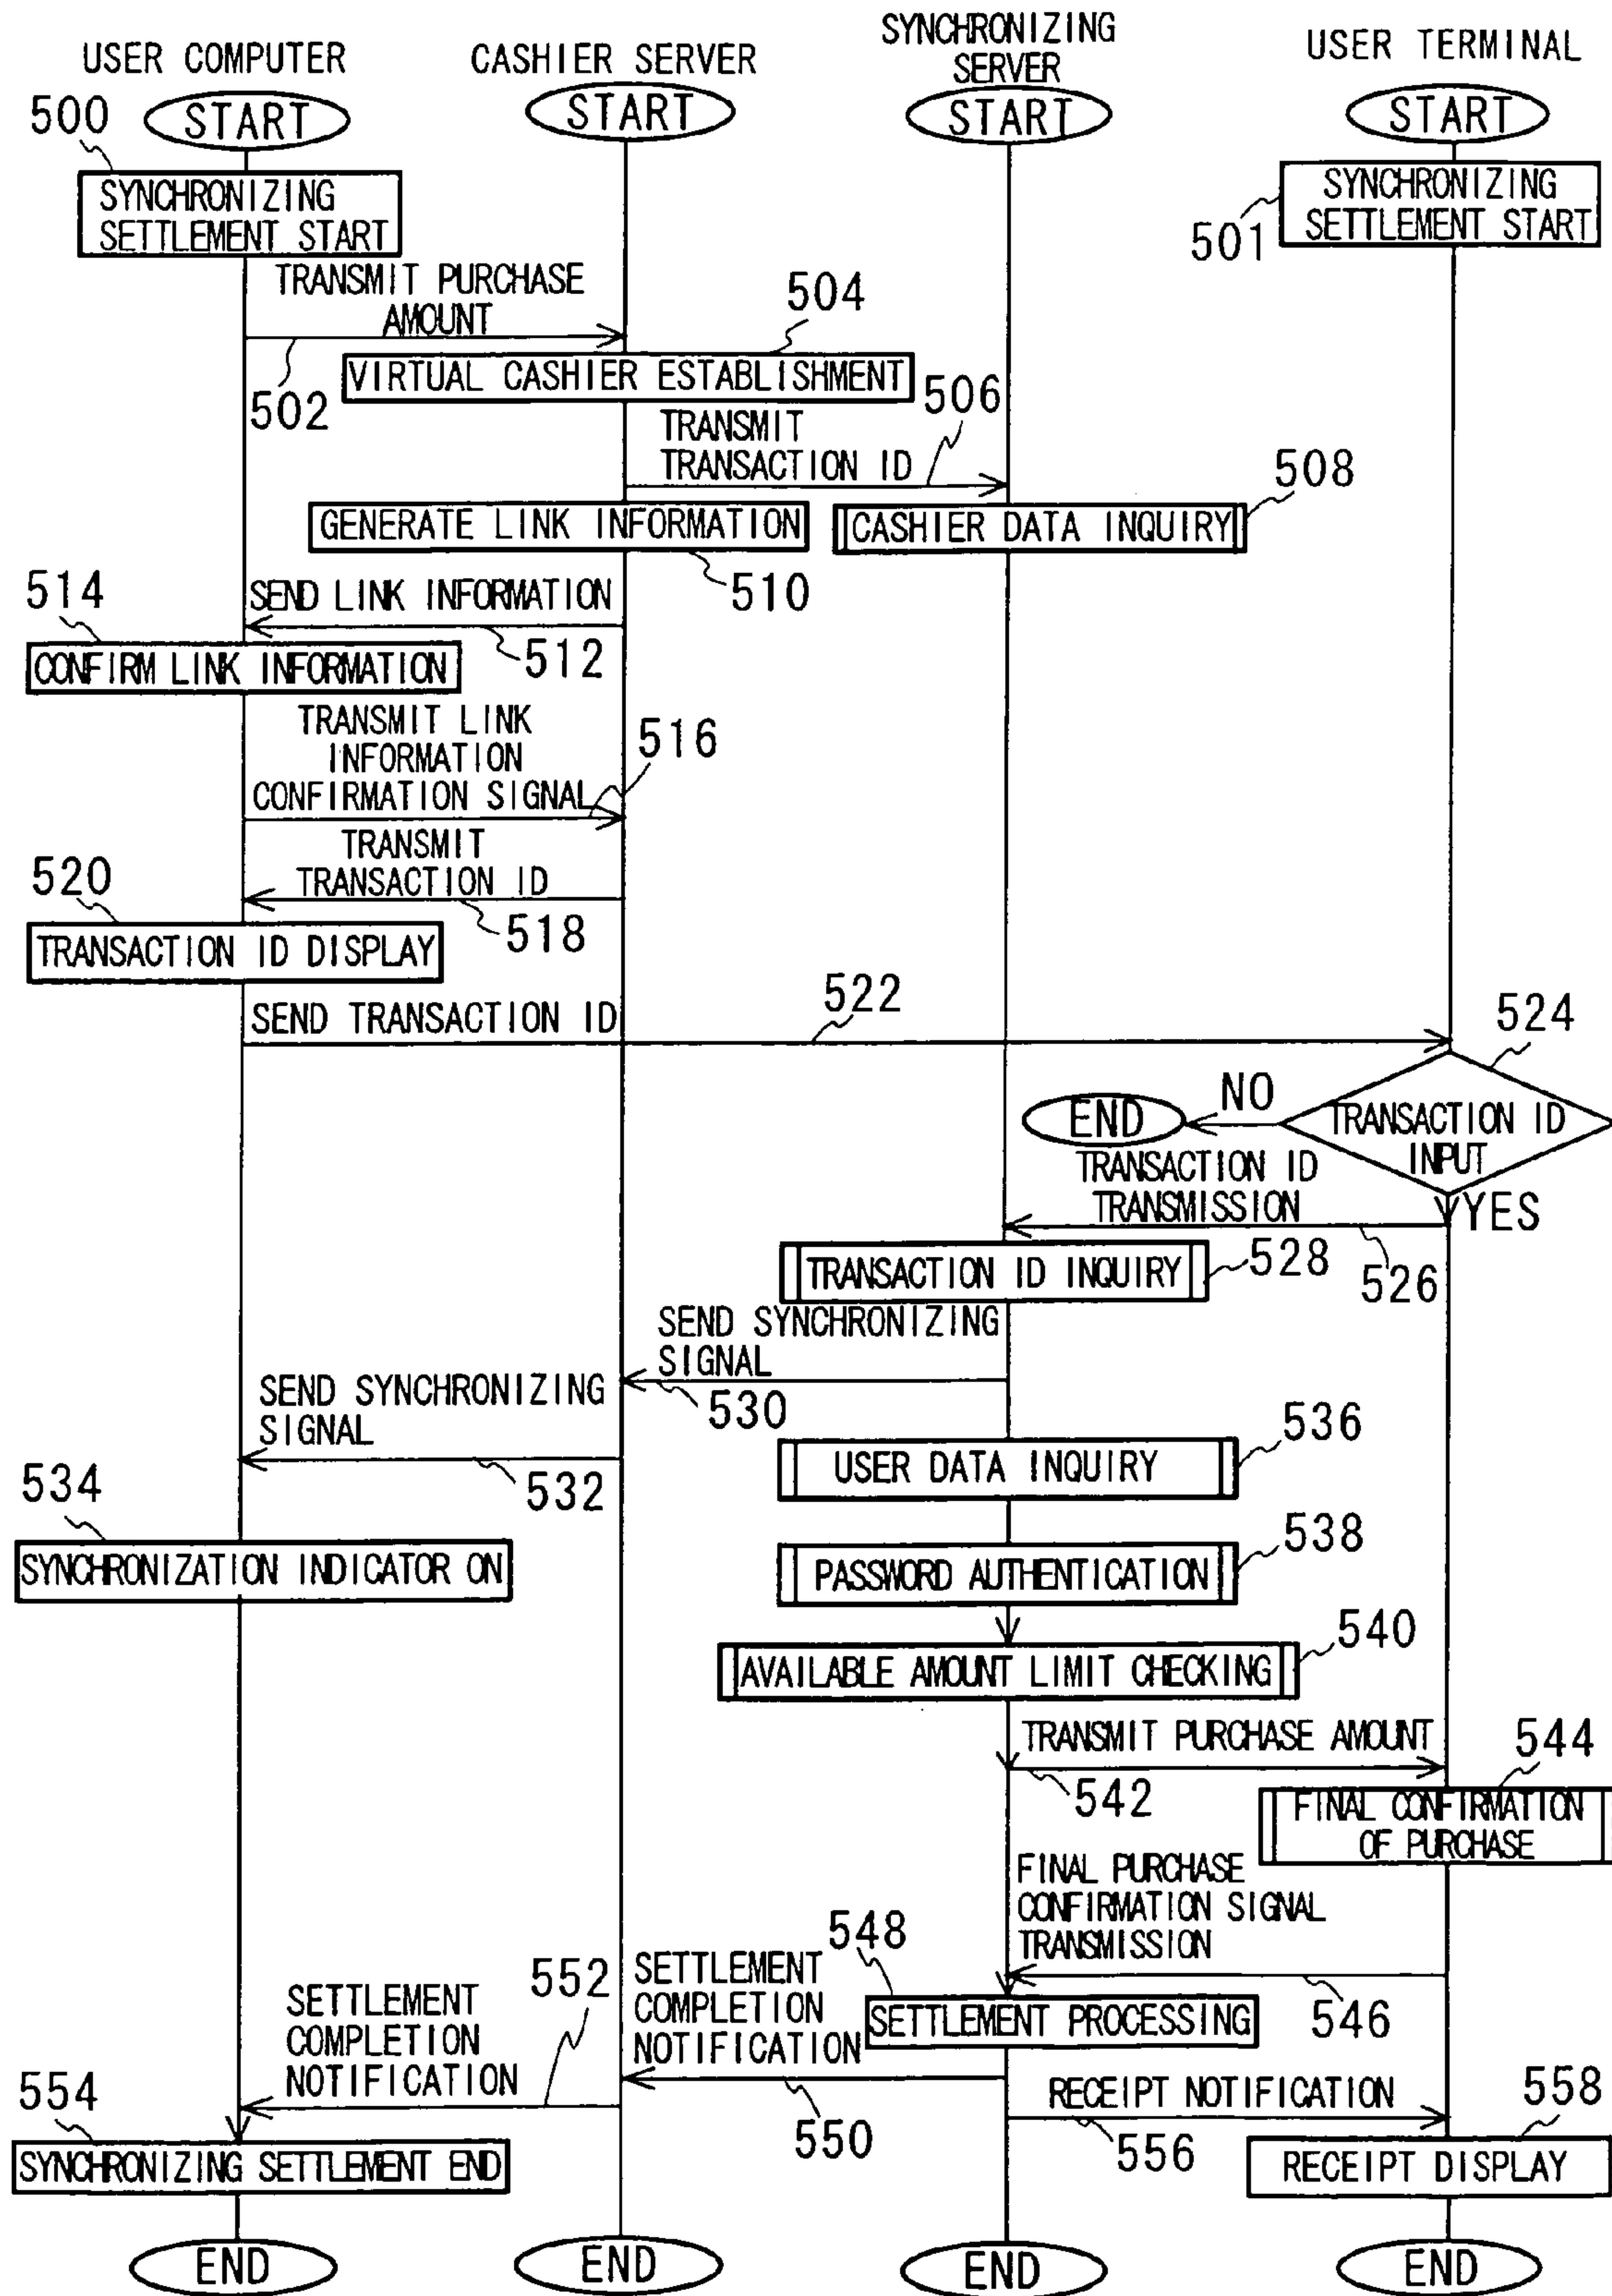 USER COMPUTER
CASHIER SERVER
SYNCHRONIZING
SERVER
USER TERMINAL
START
START
START
START
500
SYNCHRONIZING
SETTLEMENT START
SYNCHRONIZING
SETTLEMENT START
501
TRANSMIT PURCHASE
AMOUNT
502
504
VIRTUAL CASHIER ESTABLISHMENT
506
TRANSMIT
TRANSACTION ID
508
GENERATE LINK INFORMATION
CASHIER DATA INQUIRY
510
514
SEND LINK INFORMATION
512
CONFIRM LINK INFORMATION
TRANSMIT LINK
INFORMATION
CONFIRMATION SIGNAL
516
TRANSMIT
TRANSACTION ID
518
520
TRANSACTION ID DISPLAY
SEND TRANSACTION ID
522
524
TRANSACTION ID
INPUT
NO
END
YES
TRANSACTION ID
TRANSMISSION
526
TRANSACTION ID INQUIRY
528
SEND SYNCHRONIZING
SIGNAL
530
SEND SYNCHRONIZING
SIGNAL
532
534
SYNCHRONIZATION INDICATOR ON
USER DATA INQUIRY
536
PASSWORD AUTHENTICATION
538
AVAILABLE AMOUNT LIMIT CHECKING
540
TRANSMIT PURCHASE AMOUNT
542
544
FINAL CONFIRMATION
OF PURCHASE
FINAL PURCHASE
CONFIRMATION SIGNAL
TRANSMISSION
546
548
SETTLEMENT PROCESSING
SETTLEMENT
COMPLETION
NOTIFICATION
550
552
SETTLEMENT
COMPLETION
NOTIFICATION
554
SYNCHRONIZING SETTLEMENT END
RECEIPT NOTIFICATION
556
558
RECEIPT DISPLAY
END
END
END
END